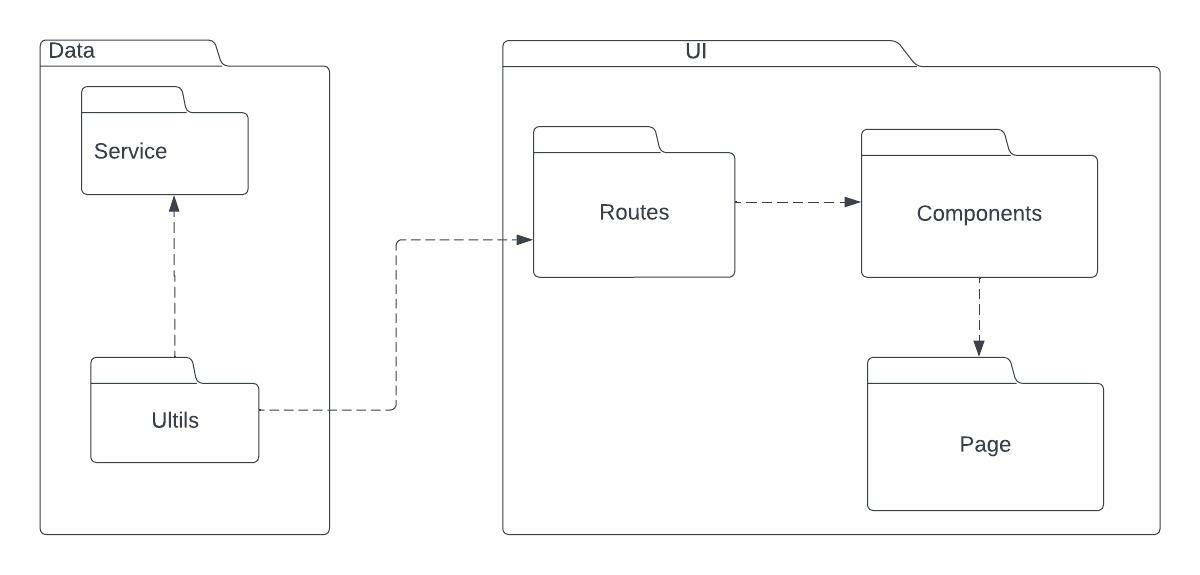 Data
UI
Service
Routes
Components
Ultils
Page